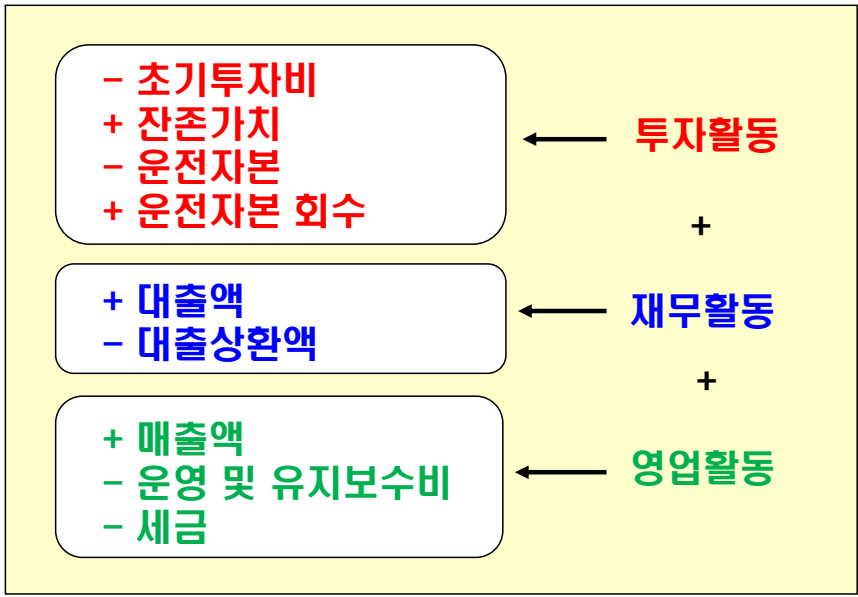 - 초기투자비
+ 잔존가치
- 운전자본
+ 운전자본 회수
투자활동
+
+ 대출액
- 대출상환액
재무활동
+
+ 매출액
- 운영 및 유지보수비
- 세금
영업활동